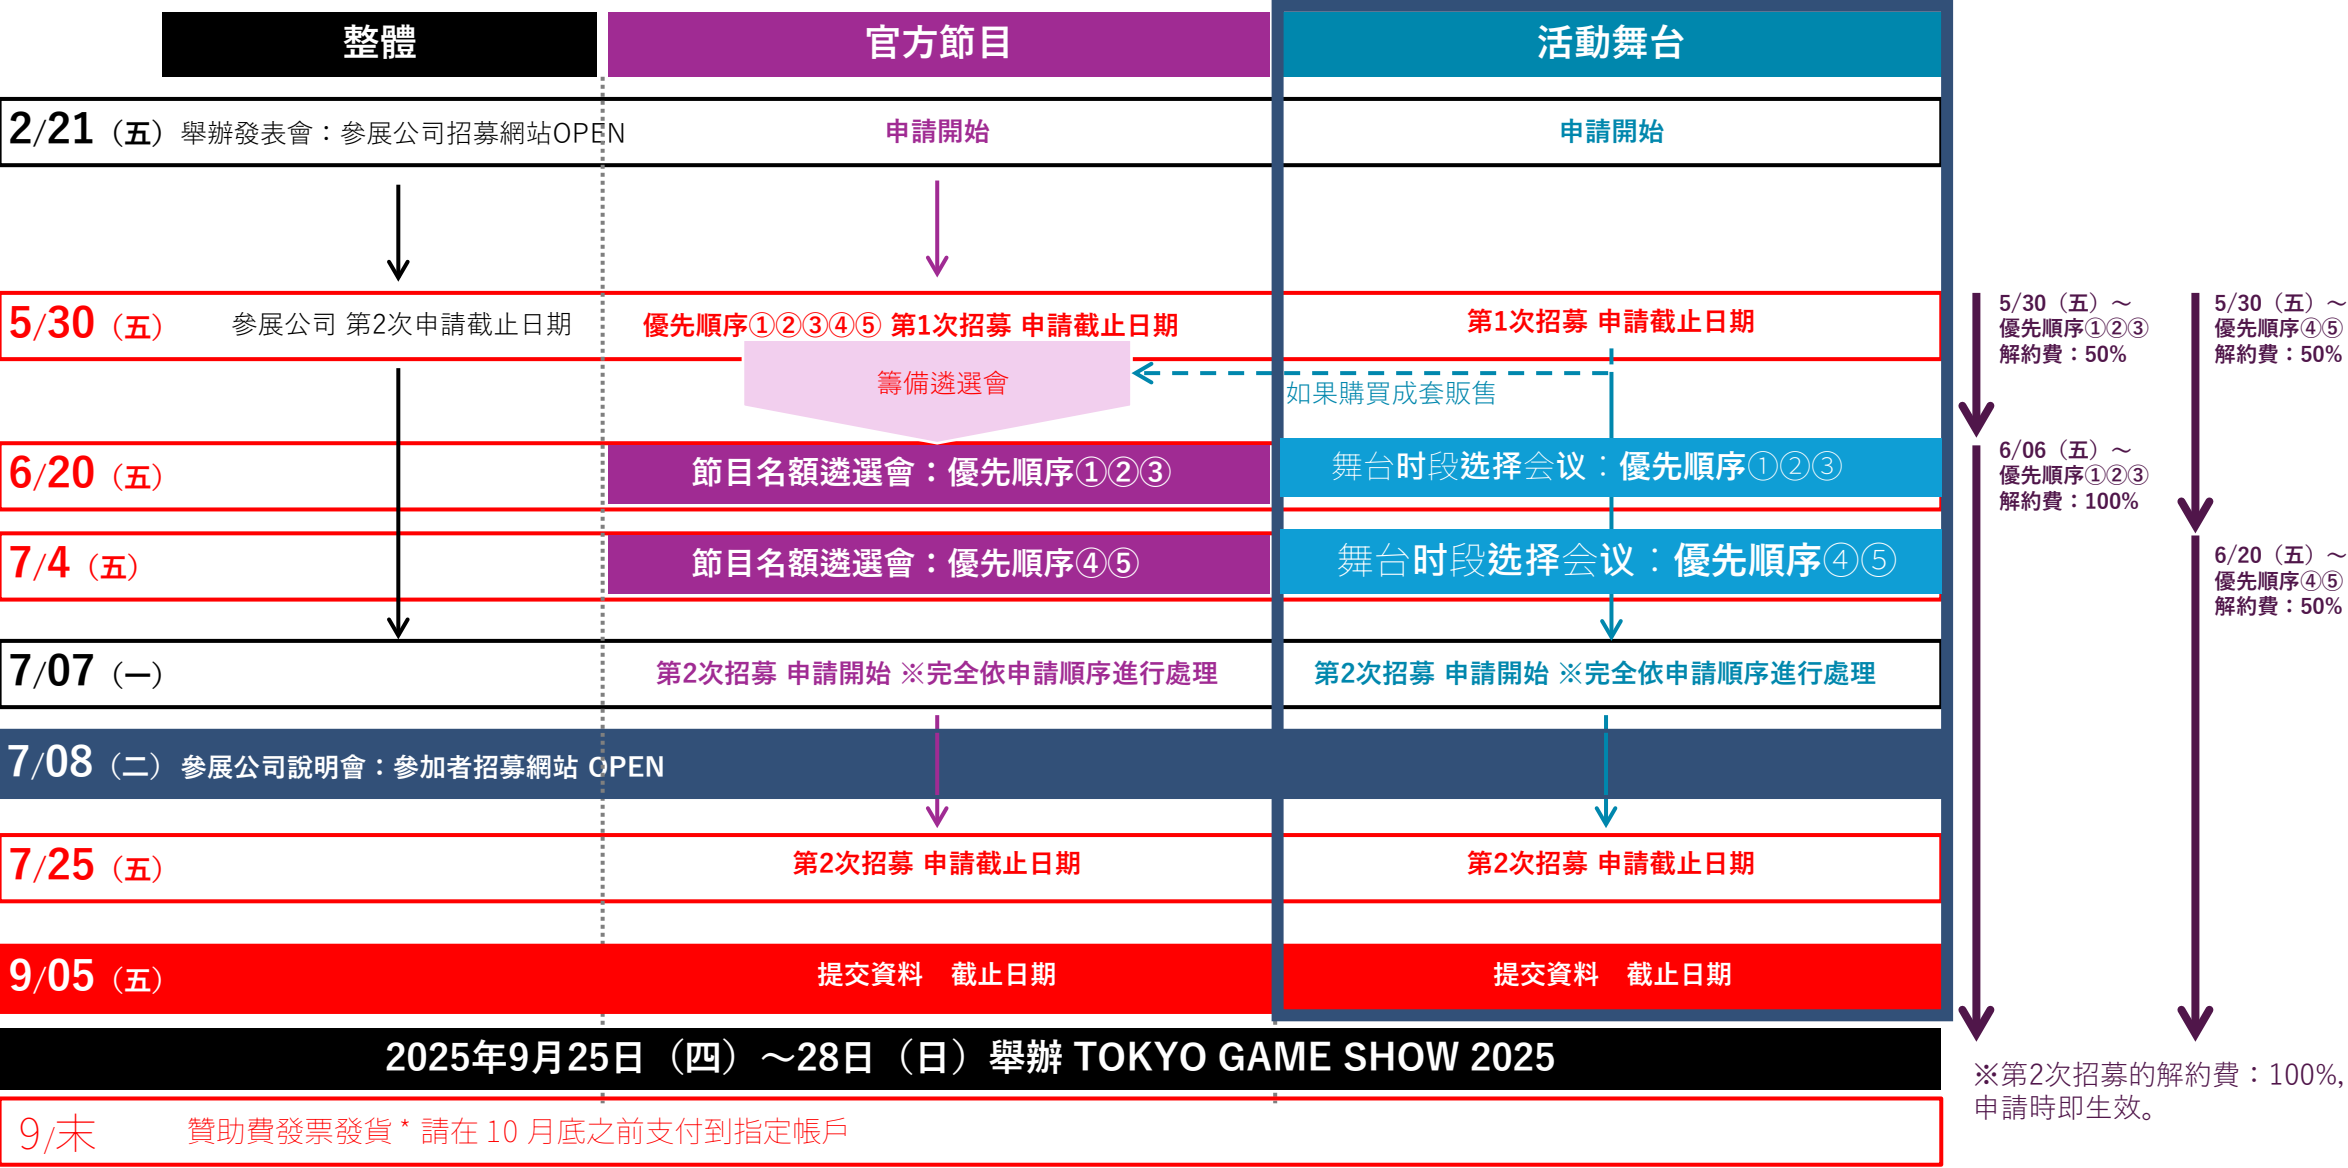 整體
官方節目
活動舞台
2/21（五）舉辦發表會：參展公司招募網站OPEN
申請開始
申請開始
5/30（五）
參展公司 第2次申請截止日期
優先順序①②③④⑤ 第1次招募 申請截止日期
第1次招募 申請截止日期
籌備遴選會
如果購買成套販售
6/20（五）
節目名額遴選會：優先順序①②③
舞台时段选择会议：優先順序①②③
7/4（五）
節目名額遴選會：優先順序④⑤
舞台时段选择会议：優先順序④⑤
7/07（一）
第2次招募 申請開始 ※完全依申請順序進行處理
第2次招募 申請開始 ※完全依申請順序進行處理
7/08（二）參展公司說明會：參加者招募網站 OPEN
7/25（五）
第2次招募 申請截止日期
第2次招募 申請截止日期
9/05（五）
提交資料　截止日期
提交資料　截止日期
2025年9月25日（四）～28日（日）舉辦 TOKYO GAME SHOW 2025
9/末
贊助費發票發貨 * 請在 10 月底之前支付到指定帳戶
5/30（五）～
優先順序①②③
解約費：50%
6/06（五）～
優先順序①②③
解約費：100%
5/30（五）～
優先順序④⑤
解約費：50%
6/20（五）～
優先順序④⑤
解約費：50%
※第2次招募的解約費：100%,
申請時即生效。